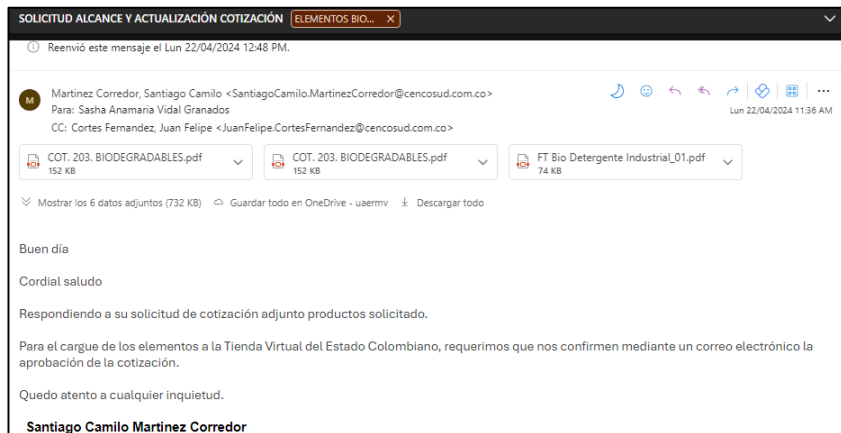 SOLICITUD ALCANCE Y ACTUALIZACIÓN COTIZACIÓN ELEMENTOS BIO... X
Reenvió este mensaje el Lun 22/04/2024 12:48 PM.
M
Martinez Corredor, Santiago Camilo <SantiagoCamilo.MartinezCorredor@cencosud.com.co>
Para: Sasha Anamaria Vidal Granados
Lun 22/04/2024 11:36 AM
CC: Cortes Fernandez, Juan Felipe <JuanFelipe.CortesFernandez@cencosud.com.co>
COT. 203. BIODEGRADABLES.pdf
152 KB
COT. 203. BIODEGRADABLES.pdf
152 KB
FT Bio Detergente Industrial_01.pdf
74 KB
Mostrar los 6 datos adjuntos (732 KB) Guardar todo en OneDrive - uaermv Descargar todo
Buen día
Cordial saludo
Respondiendo a su solicitud de cotización adjunto productos solicitado.
Para el cargue de los elementos a la Tienda Virtual del Estado Colombiano, requerimos que nos confirmen mediante un correo electrónico la
aprobación de la cotización.
Quedo atento a cualquier inquietud.
Santiago Camilo Martinez Corredor